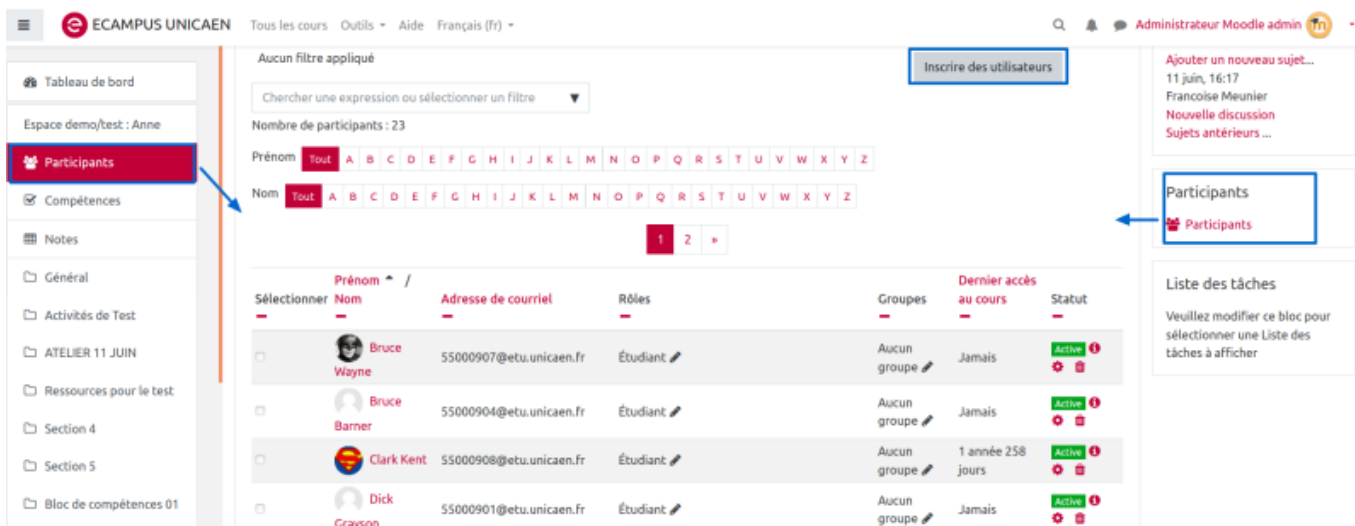 ECAMPUS UNICAEN Tous les cours Outils Aide Français (fr) Administrateur Moodle admin
Tableau de bord
Espace demo/test : Anne
Participants
Compétences
Notes
Général
Activités de Test
ATELIER 11 JUIN
Ressources pour le test
Section 4
Section 5
Bloc de compétences 01
Aucun filtre appliqué
Inscrire des utilisateurs
Chercher une expression ou sélectionner un filtre ▼
Nombre de participants : 23
Prénom Tout A B C D E F G H I J K L M N O P Q R S T U V W X Y Z
Nom Tout A B C D E F G H I J K L M N O P Q R S T U V W X Y Z
1 2 »
Sélectionner Prénom / Nom Adresse de courriel Rôles Groupes Dernier accès au cours Statut
Bruce Wayne 55000907@etu.unicaen.fr Étudiant Aucun groupe Jamais Active
Bruce Barner 55000904@etu.unicaen.fr Étudiant Aucun groupe Jamais Active
Clark Kent 55000908@etu.unicaen.fr Étudiant Aucun groupe 1 année 258 jours Active
Dick Grayson 55000901@etu.unicaen.fr Étudiant Aucun groupe Jamais Active
Ajouter un nouveau sujet...
11 juin, 16:17
Francoise Meunier
Nouvelle discussion
Sujets antérieurs ...
Participants
Participants
Liste des tâches
Veuillez modifier ce bloc pour
sélectionner une Liste des
tâches à afficher